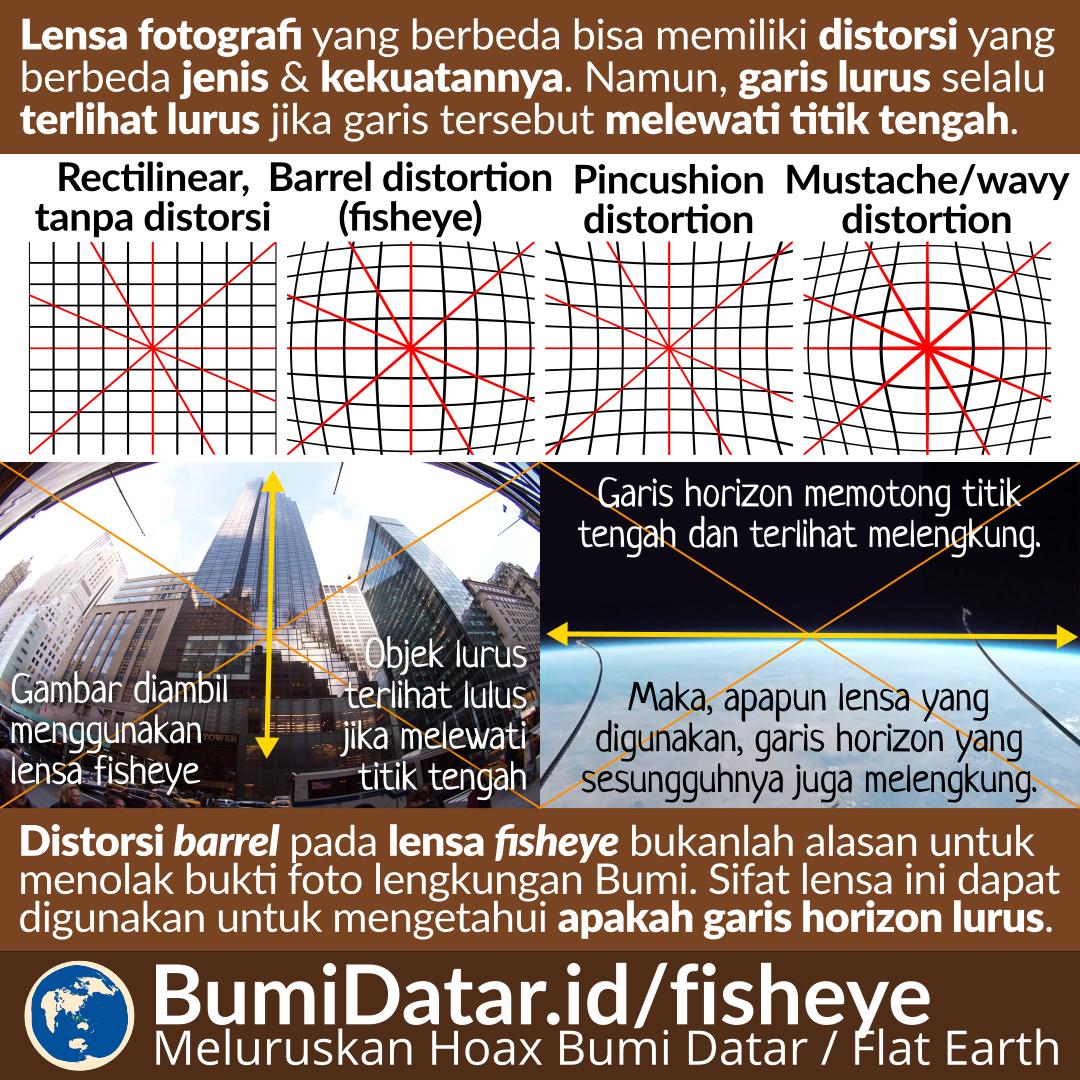 Lensa fotografi yang berbeda bisa memiliki distorsi yang
berbeda jenis & kekuatannya. Namun, garis lurus selalu
terlihat lurus jika garis tersebut melewati titik tengah.
Rectilinear,
tanpa distorsi
Barrel distortion
(fisheye)
Pincushion
distortion
Mustache/wavy
distortion
Gambar diambil
menggunakan
lensa fisheye
Objek lurus
terlihat lulus
jika melewati
titik tengah
TOWER
Garis horizon memotong titik
tengah dan terlihat melengkung.
Maka, apapun lensa yang
digunakan, garis horizon yang
sesungguhnya juga melengkung.
Distorsi barrel pada lensa fisheye bukanlah alasan untuk
menolak bukti foto lengkungan Bumi. Sifat lensa ini dapat
digunakan untuk mengetahui apakah garis horizon lurus.
BumiDatar.id/fisheye
Meluruskan Hoax Bumi Datar / Flat Earth